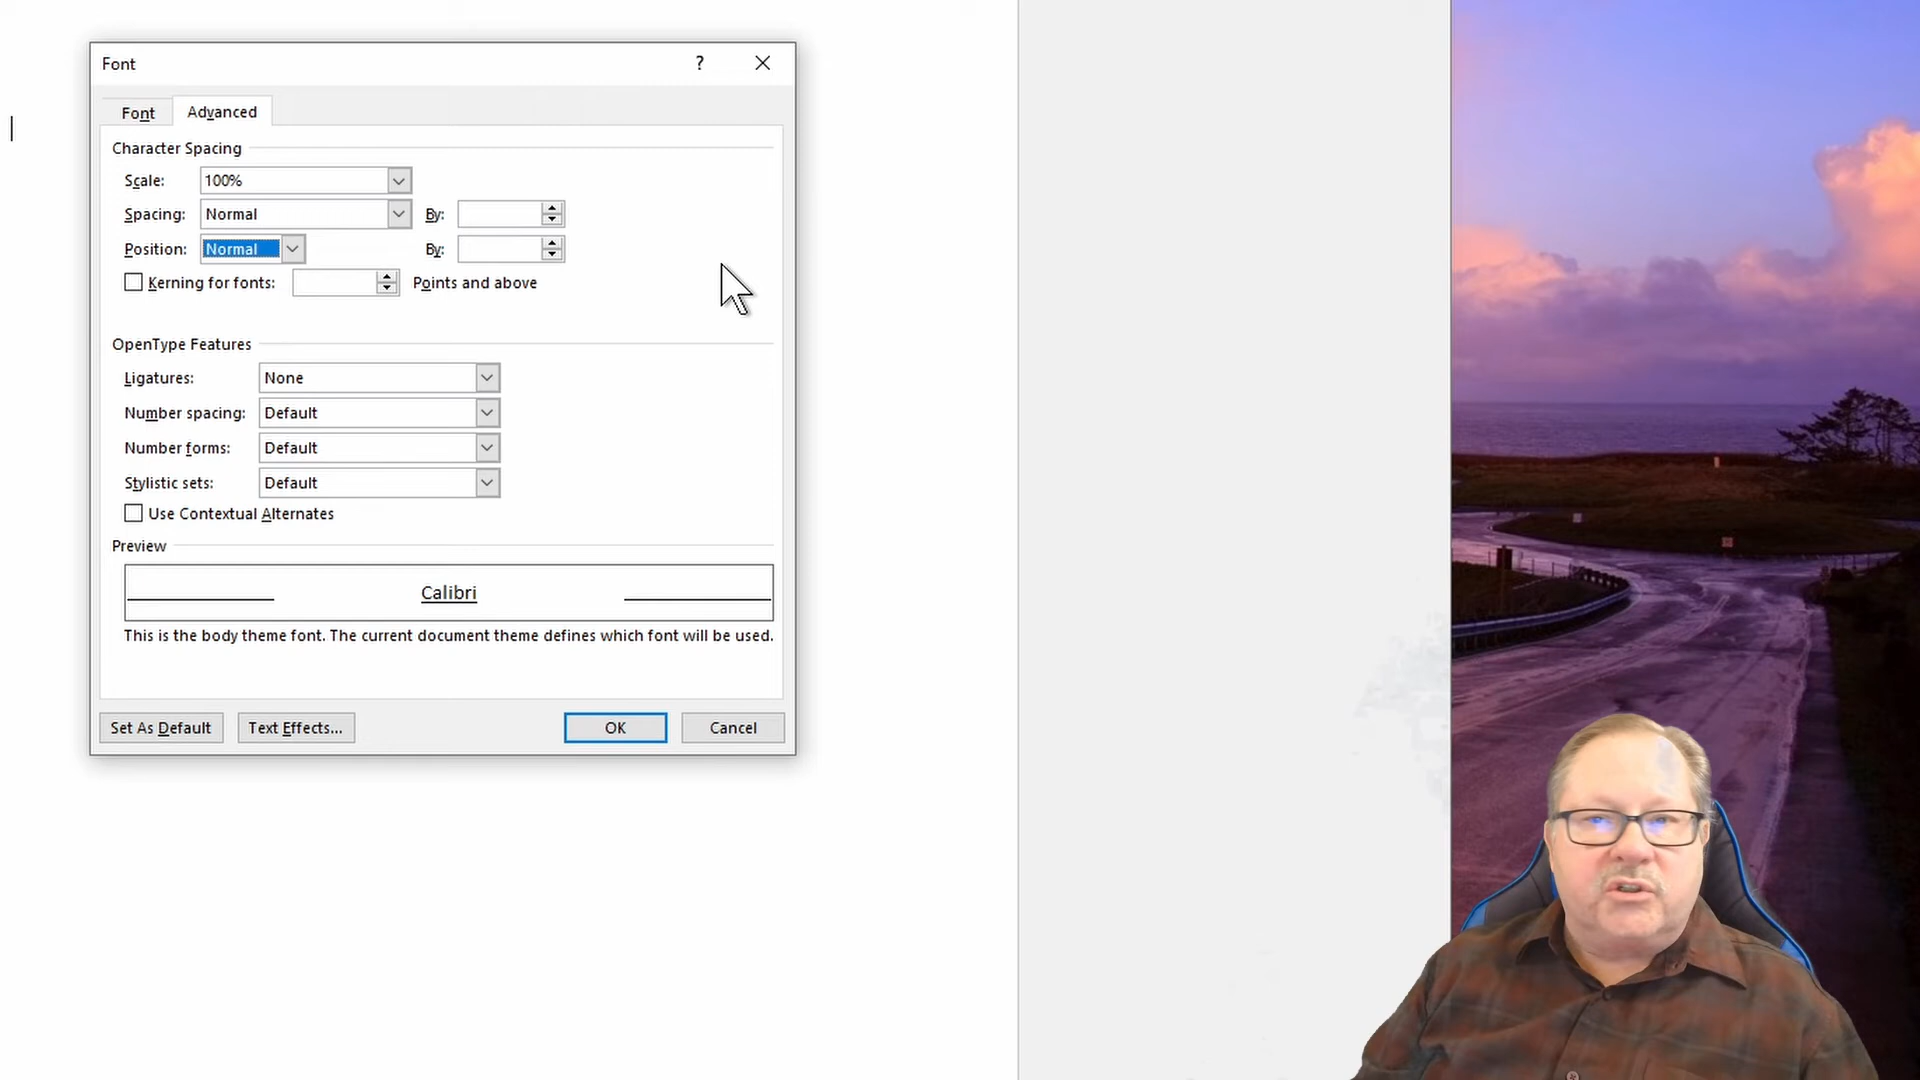 Font ?
Font Advanced
Character Spacing
Scale: 100%
Spacing: Normal By:
Position: Normal By:
Kerning for fonts: Points and above
OpenType Features
Ligatures: None
Number spacing: Default
Number forms: Default
Stylistic sets: Default
Use Contextual Alternates
Preview
Calibri
This is the body theme font. The current document theme defines which font will be used.
Set As Default Text Effects... OK Cancel